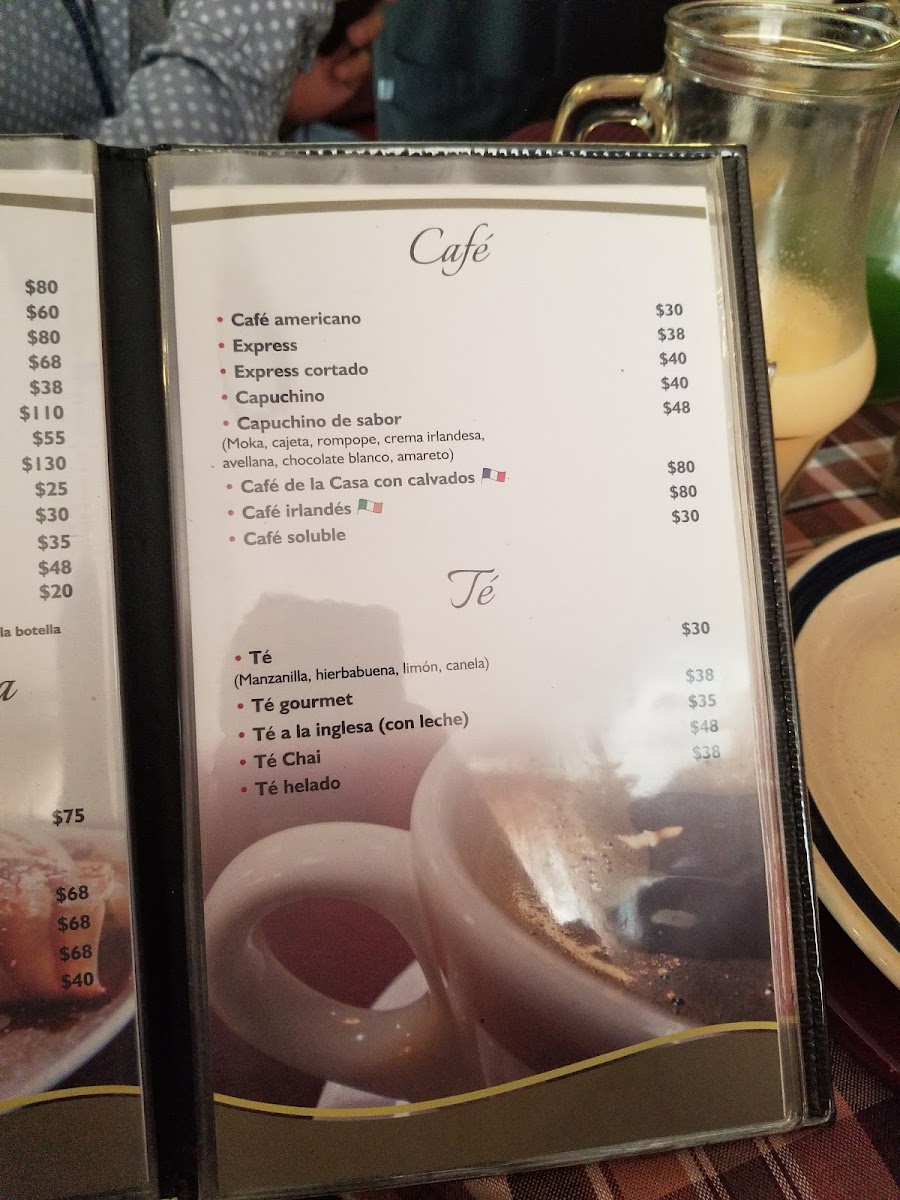 $80
$60
$80
$68
$38
$110
$55
$130
$25
$30
$35
$48
$20
la botella
a
$75
$68
$68
$68
$40
Café
• Café americano $30
• Express $38
• Express cortado $40
• Capuchino $40
• Capuchino de sabor $48
(Moka, cajeta, rompope, crema irlandesa,
avellana, chocolate blanco, amareto)
• Café de la Casa con calvados $80
• Café irlandés $80
• Café soluble $30
Té
• Té $30
(Manzanilla, hierbabuena, limón, canela)
• Té gourmet $38
• Té a la inglesa (con leche) $35
• Té Chai $48
• Té helado $38